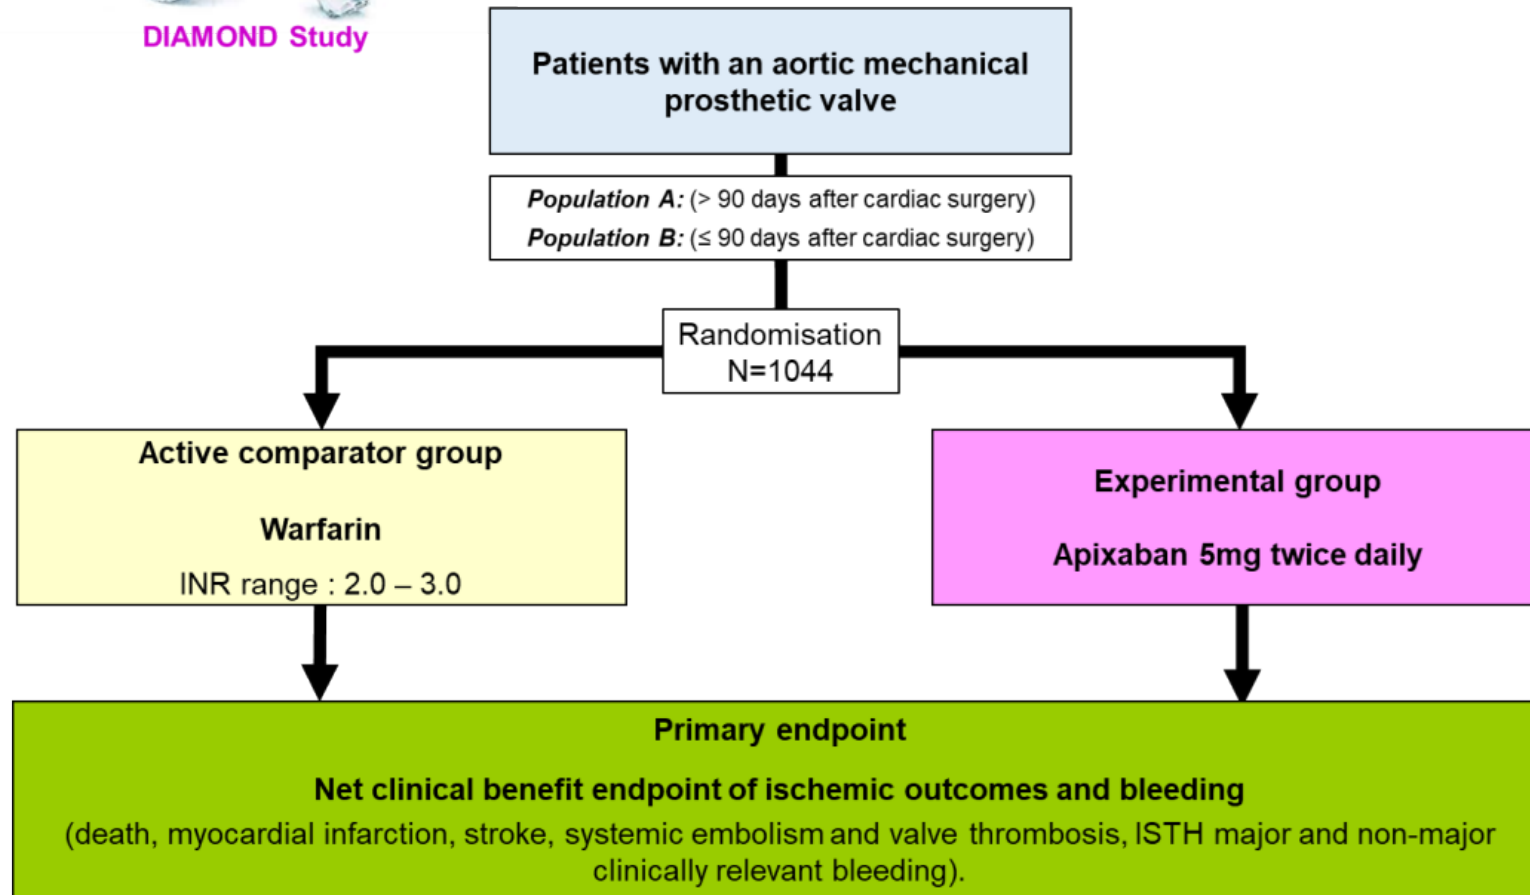 DIAMOND Study
Patients with an aortic mechanical
prosthetic valve
Population A: (> 90 days after cardiac surgery)
Population B: (≤ 90 days after cardiac surgery)
Randomisation
N=1044
Active comparator group
Warfarin
INR range : 2.0 – 3.0
Experimental group
Apixaban 5mg twice daily
Primary endpoint
Net clinical benefit endpoint of ischemic outcomes and bleeding
(death, myocardial infarction, stroke, systemic embolism and valve thrombosis, ISTH major and non-major
clinically relevant bleeding).